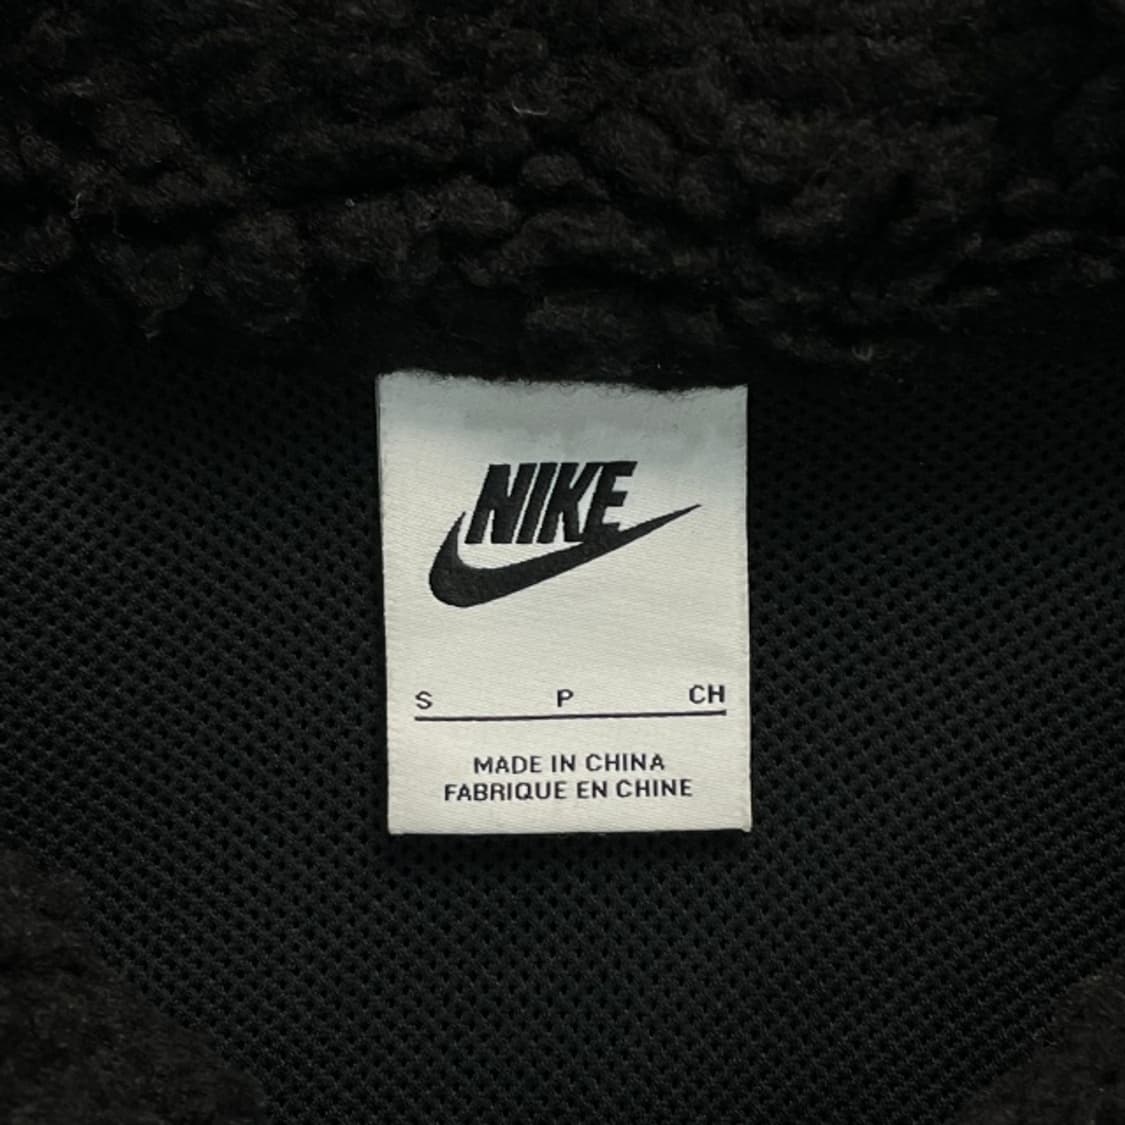 NIKE
S P CH
MADE IN CHINA
FABRIQUE EN CHINE